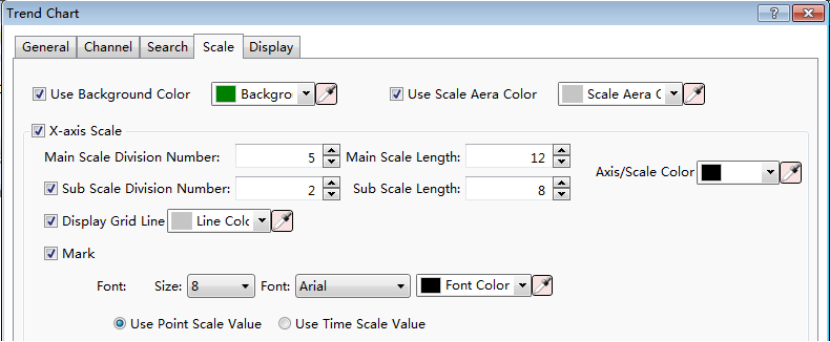 Trend Chart
General Channel Search Scale Display
Use Background Color Backgro Use Scale Aera Color Scale Aera C
X-axis Scale
Main Scale Division Number: 5 Main Scale Length: 12
Axis/Scale Color
Sub Scale Division Number: 2 Sub Scale Length: 8
Display Grid Line Line Colc
Mark
Font: Size: 8 Font: Arial Font Color
Use Point Scale Value Use Time Scale Value